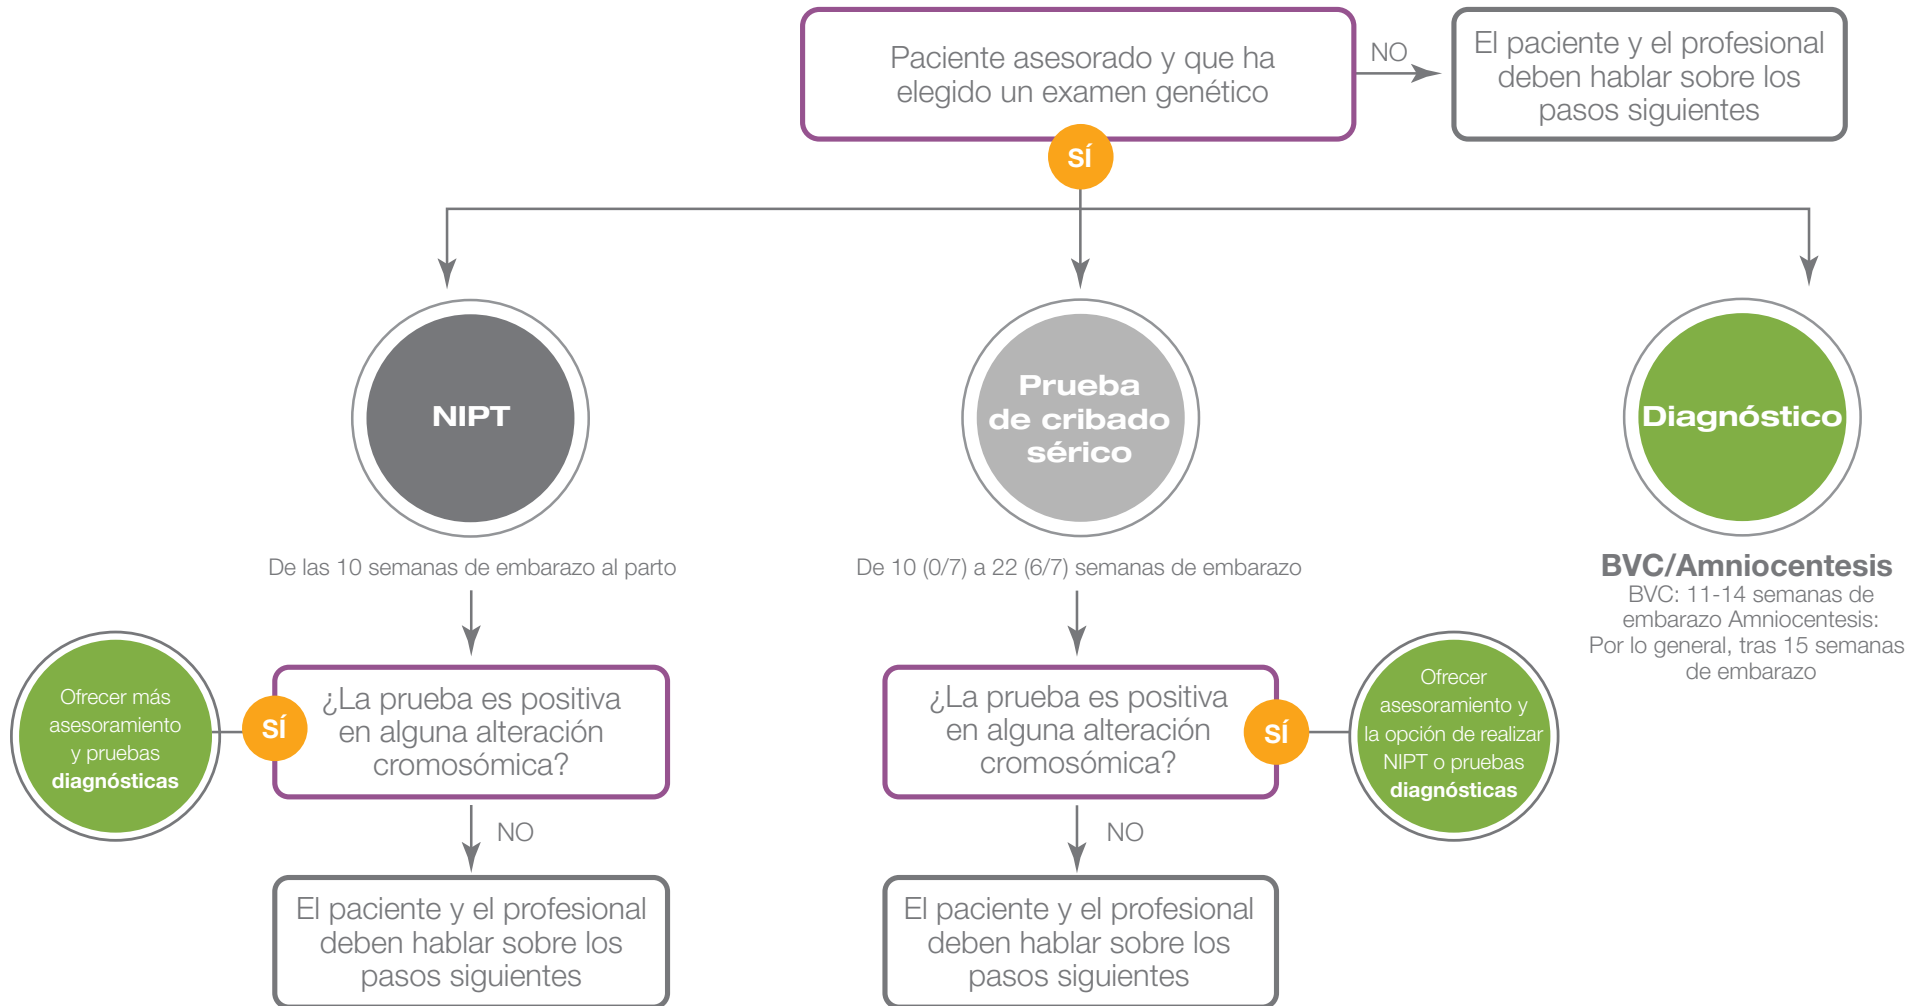 Paciente asesorado y que ha
elegido un examen genético
NO
El paciente y el profesional
deben hablar sobre los
pasos siguientes
SÍ
NIPT
Prueba
de cribado
sérico
Diagnóstico
De las 10 semanas de embarazo al parto
De 10 (0/7) a 22 (6/7) semanas de embarazo
BVC/Amniocentesis
BVC: 11-14 semanas de
embarazo Amniocentesis:
Por lo general, tras 15 semanas
de embarazo
Ofrecer más
asesoramiento
y pruebas
diagnósticas
SÍ
¿La prueba es positiva
en alguna alteración
cromosómica?
¿La prueba es positiva
en alguna alteración
cromosómica?
SÍ
Ofrecer
asesoramiento y
la opción de realizar
NIPT o pruebas
diagnósticas
NO
NO
El paciente y el profesional
deben hablar sobre los
pasos siguientes
El paciente y el profesional
deben hablar sobre los
pasos siguientes